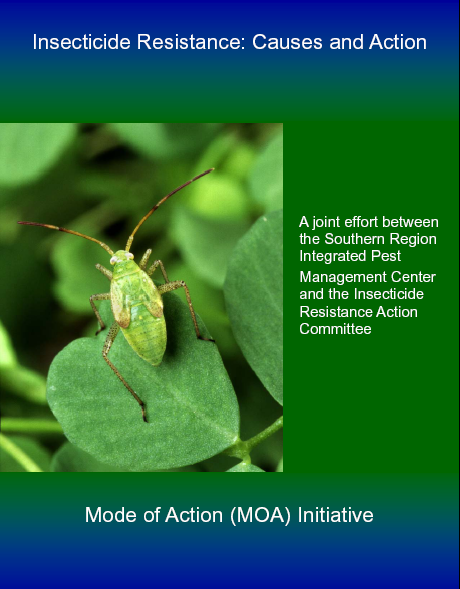 Insecticide Resistance: Causes and Action
A joint effort between
the Southern Region
Integrated Pest
Management Center
and the Insecticide
Resistance Action
Committee
Mode of Action (MOA) Initiative